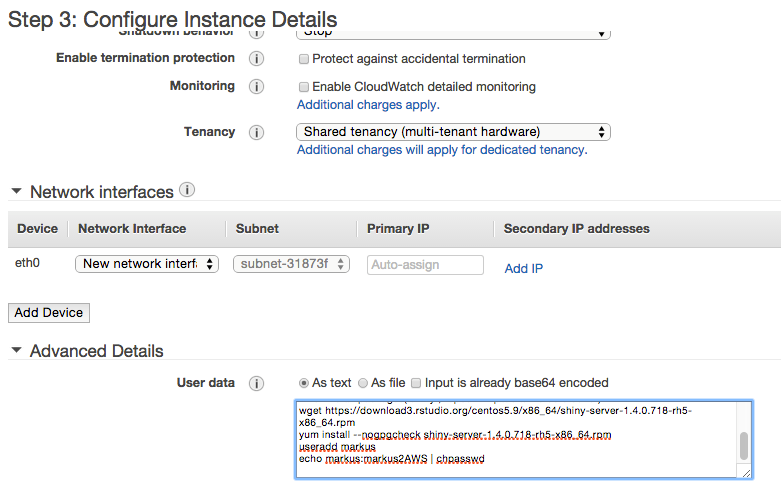 Step 3: Configure Instance Details
Shutdown behavior Stop
Enable termination protection Protect against accidental termination
Monitoring Enable CloudWatch detailed monitoring
Additional charges apply.
Tenancy Shared tenancy (multi-tenant hardware)
Additional charges will apply for dedicated tenancy.
Network interfaces
Device Network Interface Subnet Primary IP Secondary IP addresses
eth0 New network interfa subnet-31873f Auto-assign Add IP
Add Device
Advanced Details
User data As text As file Input is already base64 encoded
wget https://download3.rstudio.org/centos5.9/x86_64/shiny-server-1.4.0.718-rh5-
x86_64.rpm
yum install --nogpgcheck shiny-server-1.4.0.718-rh5-x86_64.rpm
useradd markus
echo markus:markus2AWS | chpasswd